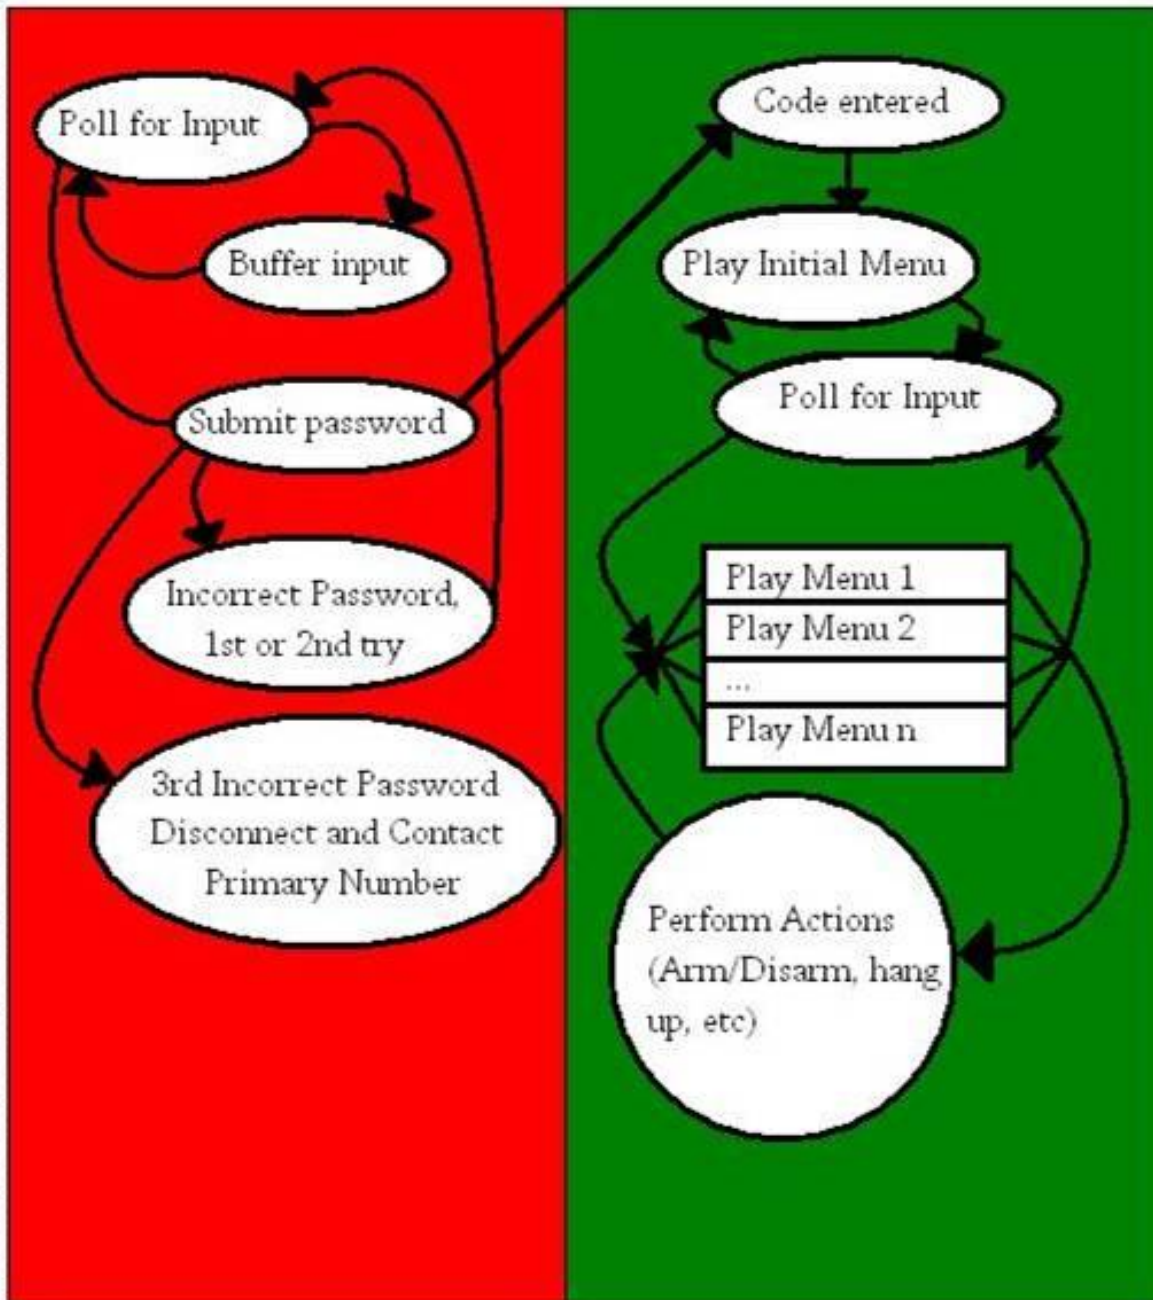 Poll for Input
Buffer input
Submit password
Incorrect Password,
1st or 2nd try
3rd Incorrect Password
Disconnect and Contact
Primary Number
Code entered
Play Initial Menu
Poll for Input
Play Menu 1
Play Menu 2
...
Play Menu n
Perform Actions
(Arm/Disarm, hang
up, etc)